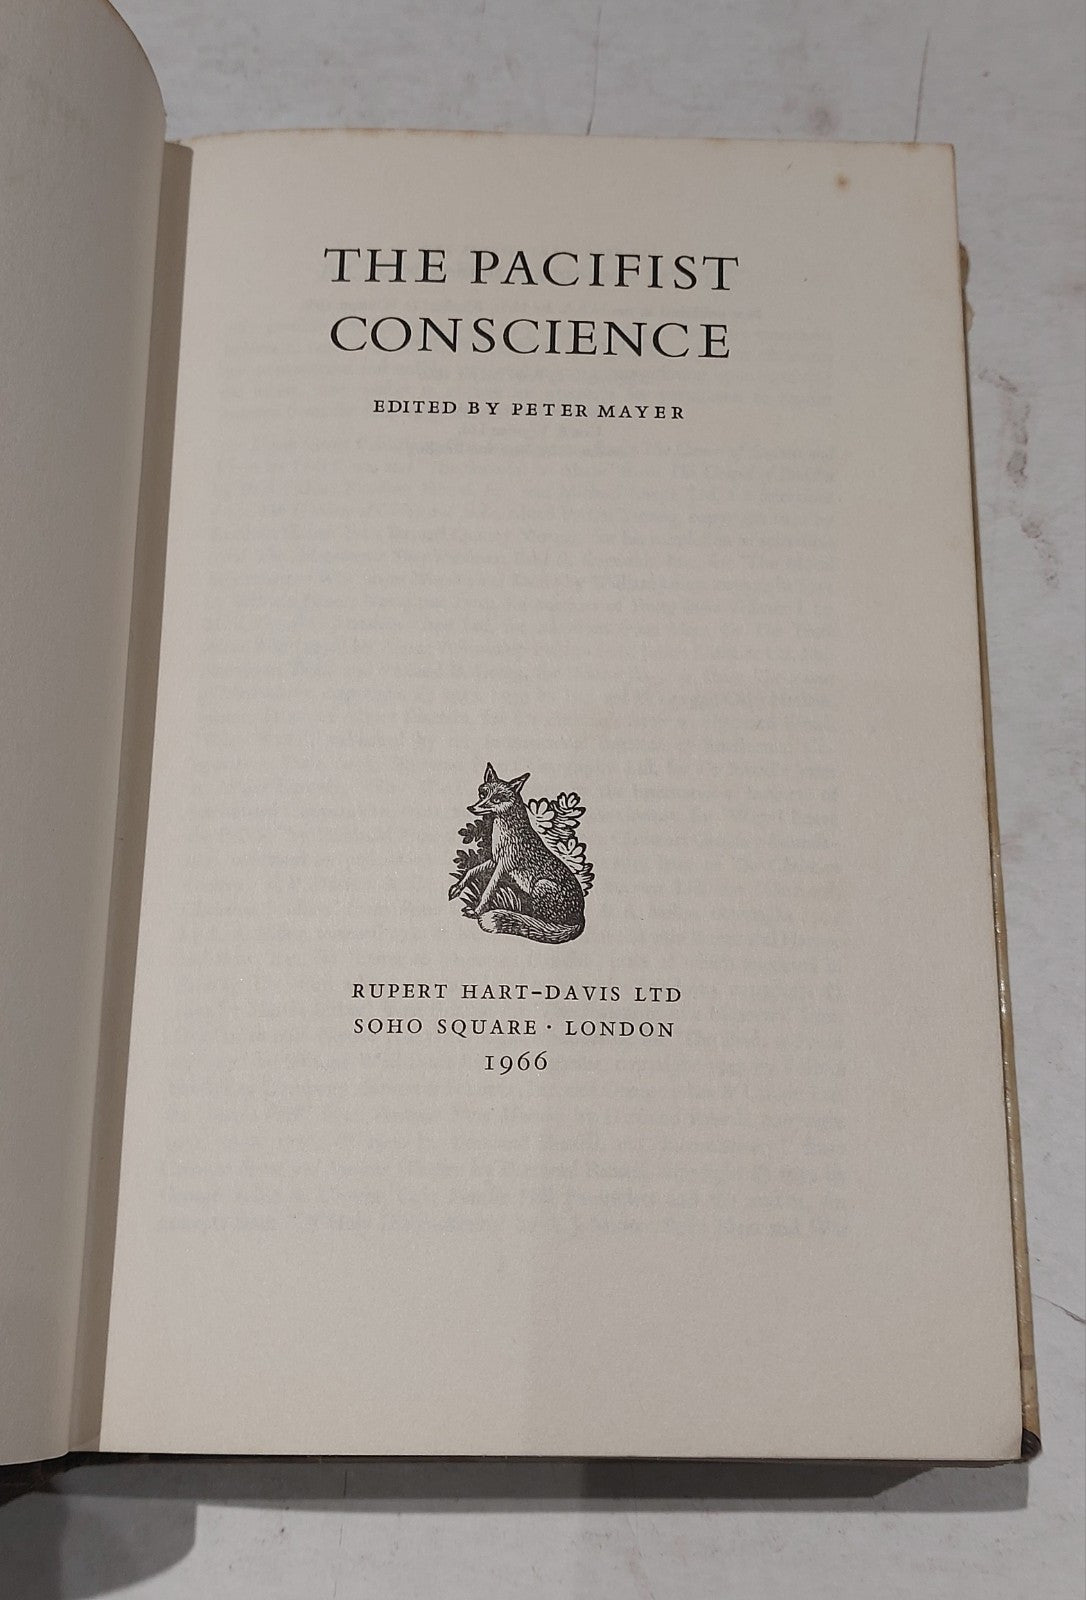 THE PACIFIST
CONSCIENCE
EDITED BY PETER MAYER
RUPERT HART-DAVIS LTD
SOHO SQUARE · LONDON
1966